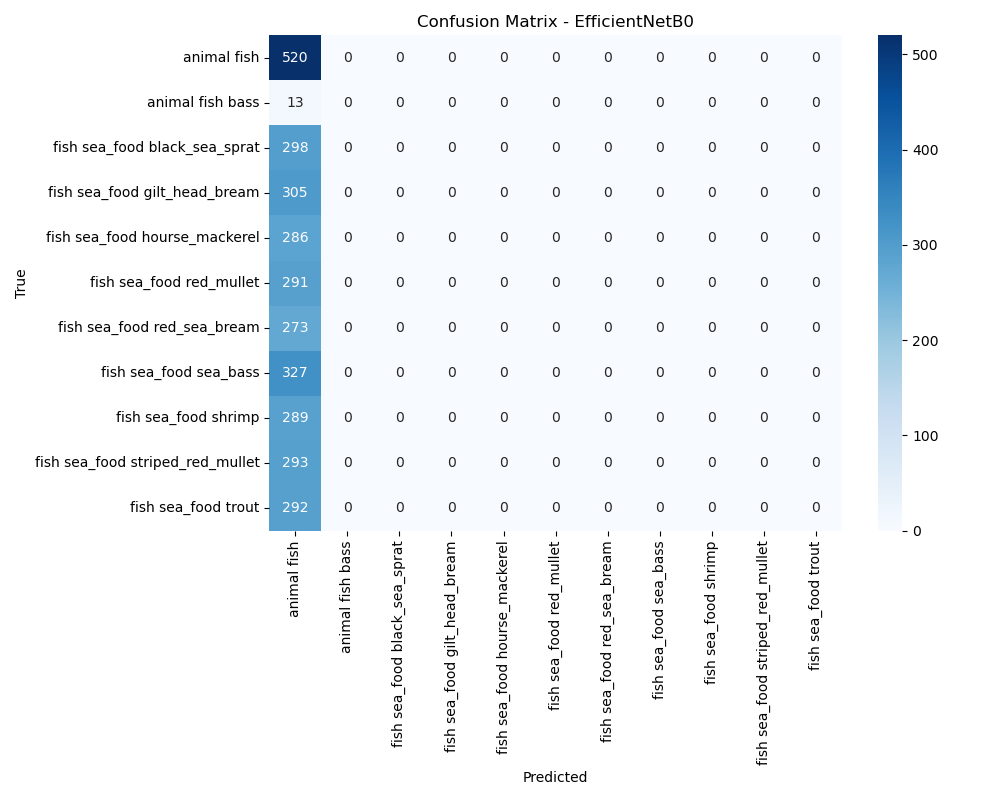 Confusion Matrix - EfficientNetB0
True
animal fish 520 0 0 0 0 0 0 0 0 0 0
animal fish bass 13 0 0 0 0 0 0 0 0 0 0
fish sea_food black_sea_sprat 298 0 0 0 0 0 0 0 0 0 0
fish sea_food gilt_head_bream 305 0 0 0 0 0 0 0 0 0 0
fish sea_food hourse_mackerel 286 0 0 0 0 0 0 0 0 0 0
fish sea_food red_mullet 291 0 0 0 0 0 0 0 0 0 0
fish sea_food red_sea_bream 273 0 0 0 0 0 0 0 0 0 0
fish sea_food sea_bass 327 0 0 0 0 0 0 0 0 0 0
fish sea_food shrimp 289 0 0 0 0 0 0 0 0 0 0
fish sea_food striped_red_mullet 293 0 0 0 0 0 0 0 0 0 0
fish sea_food trout 292 0 0 0 0 0 0 0 0 0 0
animal fish
animal fish bass
fish sea_food black_sea_sprat
fish sea_food gilt_head_bream
fish sea_food hourse_mackerel
fish sea_food red_mullet
fish sea_food red_sea_bream
fish sea_food sea_bass
fish sea_food shrimp
fish sea_food striped_red_mullet
fish sea_food trout
Predicted
500
400
300
200
100
0